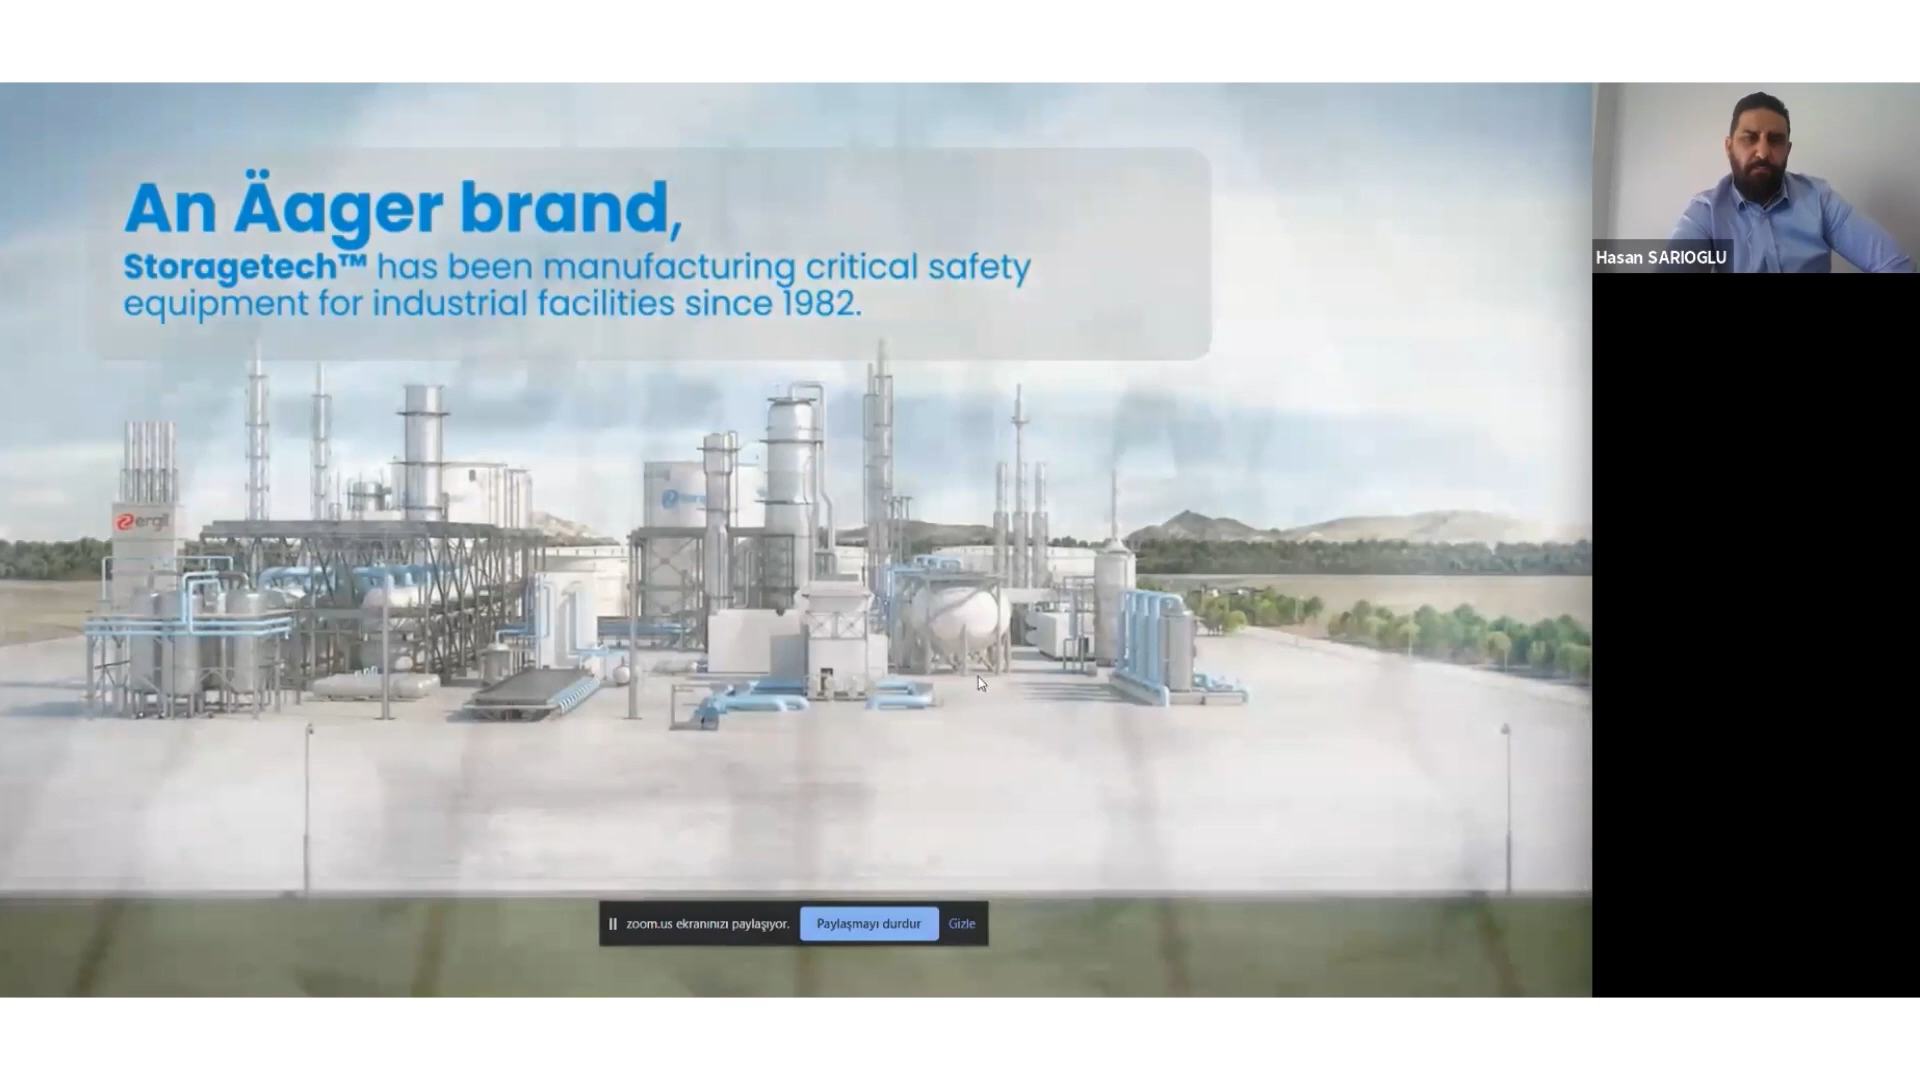 An Äager brand,
Storagetech™ has been manufacturing critical safety
equipment for industrial facilities since 1982.
Hasan SARIOGLU
ergil
zoom.us ekranınızı paylaşıyor.
Paylaşmayı durdur
Gizle